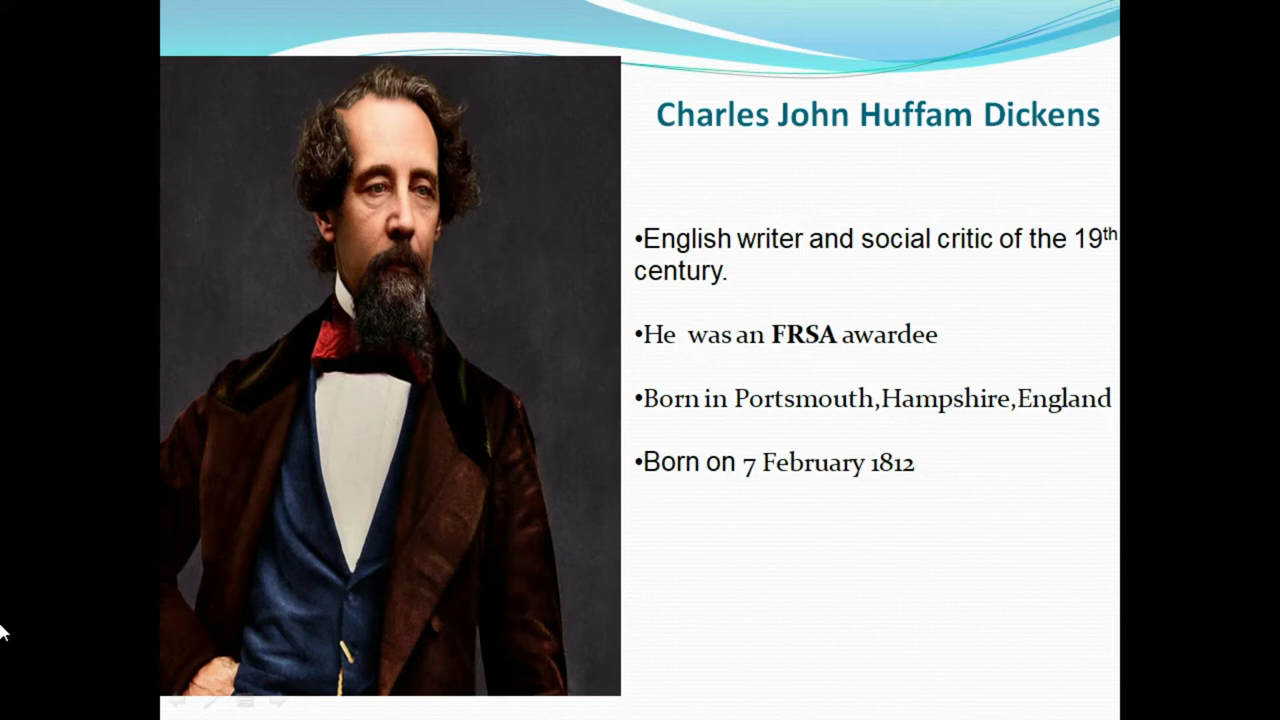 Charles John Huffam Dickens
•English writer and social critic of the 19th
century.
•He was an FRSA awardee
•Born in Portsmouth,Hampshire,England
•Born on 7 February 1812